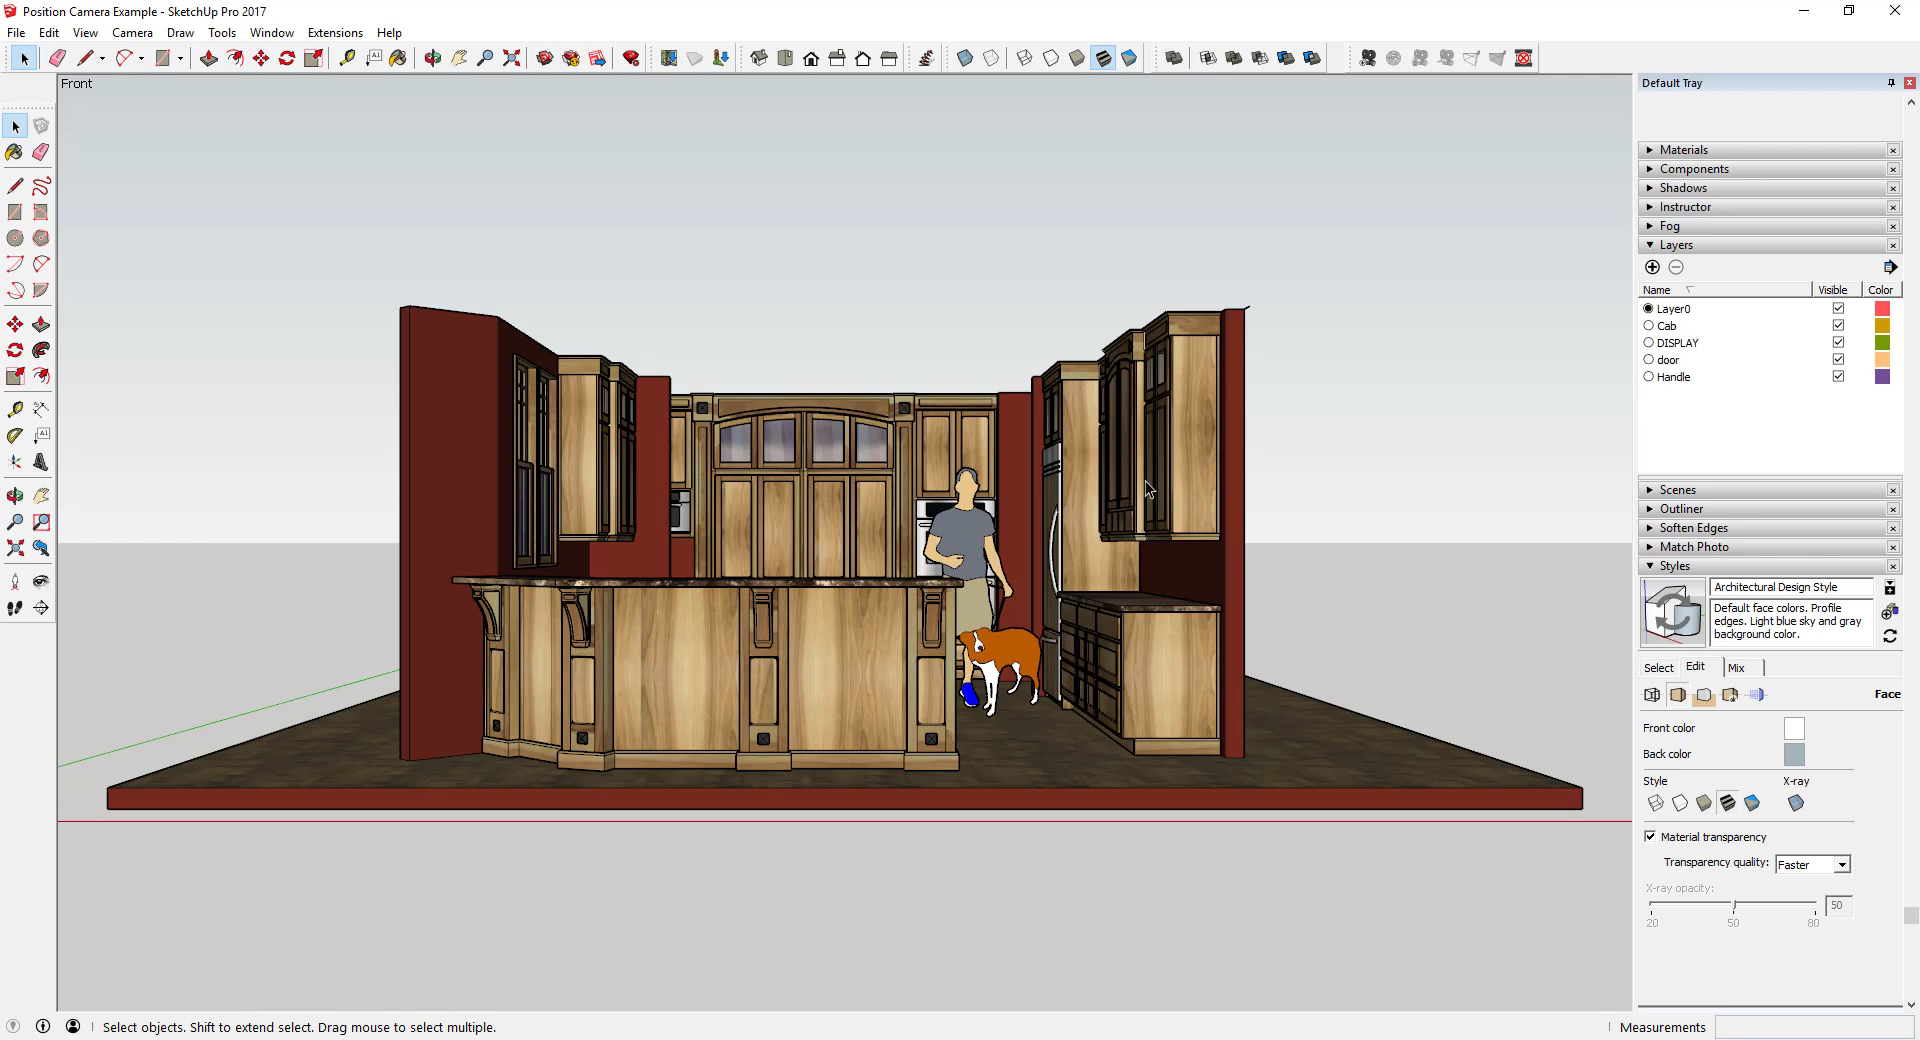 Position Camera Example - SketchUp Pro 2017
File Edit View Camera Draw Tools Window Extensions Help
A1
Front
Default Tray
Materials
Components
Shadows
Instructor
Fog
Layers
Name Visible Color
Layer0
Cab
DISPLAY
door
Handle
A1
Scenes
Outliner
Soften Edges
Match Photo
Styles
Architectural Design Style
Default face colors. Profile
edges. Light blue sky and gray
background color.
Select Edit Mix
Face
Front color
Back color
Style X-ray
Material transparency
Transparency quality: Faster
X-ray opacity:
50
20 50 80
Select objects. Shift to extend select. Drag mouse to select multiple.
Measurements